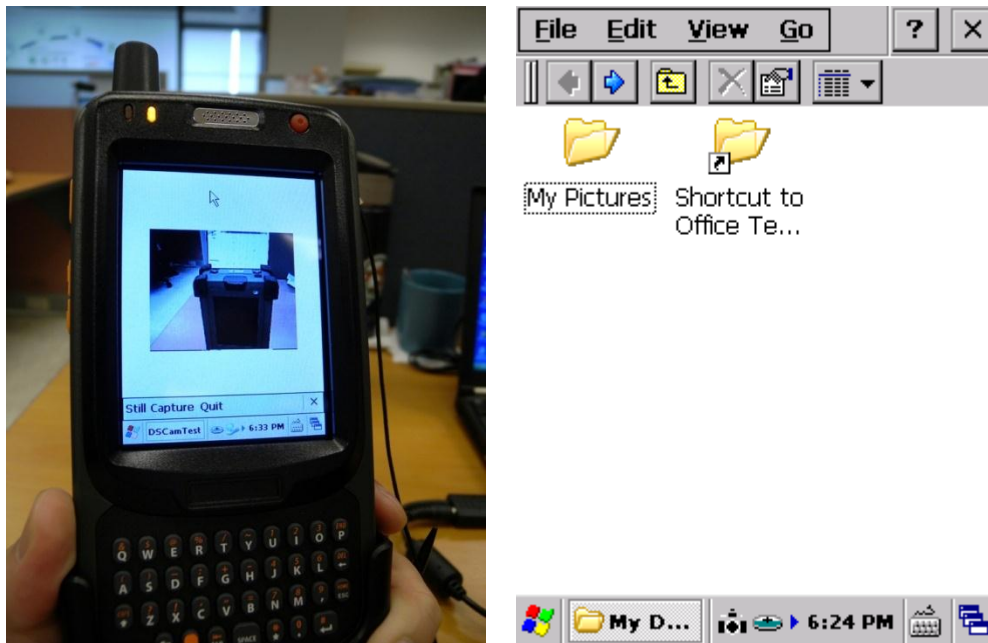 Still Capture Quit ×
DSCamTest 6:33 PM
Q W E R T Y U I O P
A S D F G H J K L
Z X C V B N M
SPACE
File Edit View Go ? ×
My Pictures
Shortcut to
Office Te...
My D... 6:24 PM